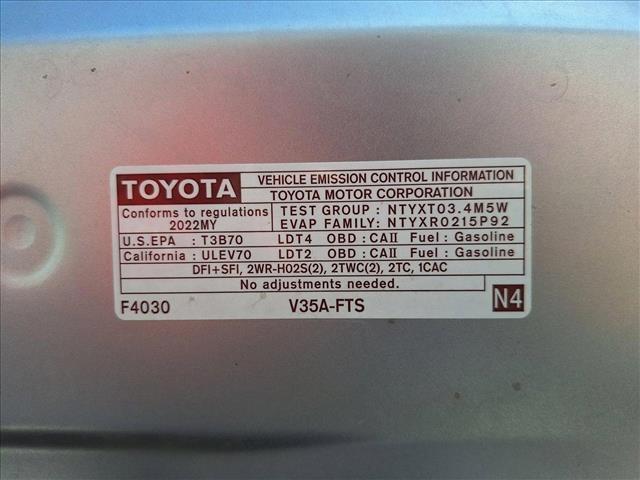 TOYOTA
VEHICLE EMISSION CONTROL INFORMATION
TOYOTA MOTOR CORPORATION
Conforms to regulations
2022MY
TEST GROUP : NTYXT03.4M5W
EVAP FAMILY: NTYXR0215P92
U.S.EPA : T3B70 LDT4 OBD : CAII Fuel : Gasoline
California : ULEV70 LDT2 OBD : CAII Fuel : Gasoline
DFI+SFI, 2WR-HO2S(2), 2TWC(2), 2TC, 1CAC
No adjustments needed.
F4030 V35A-FTS N4